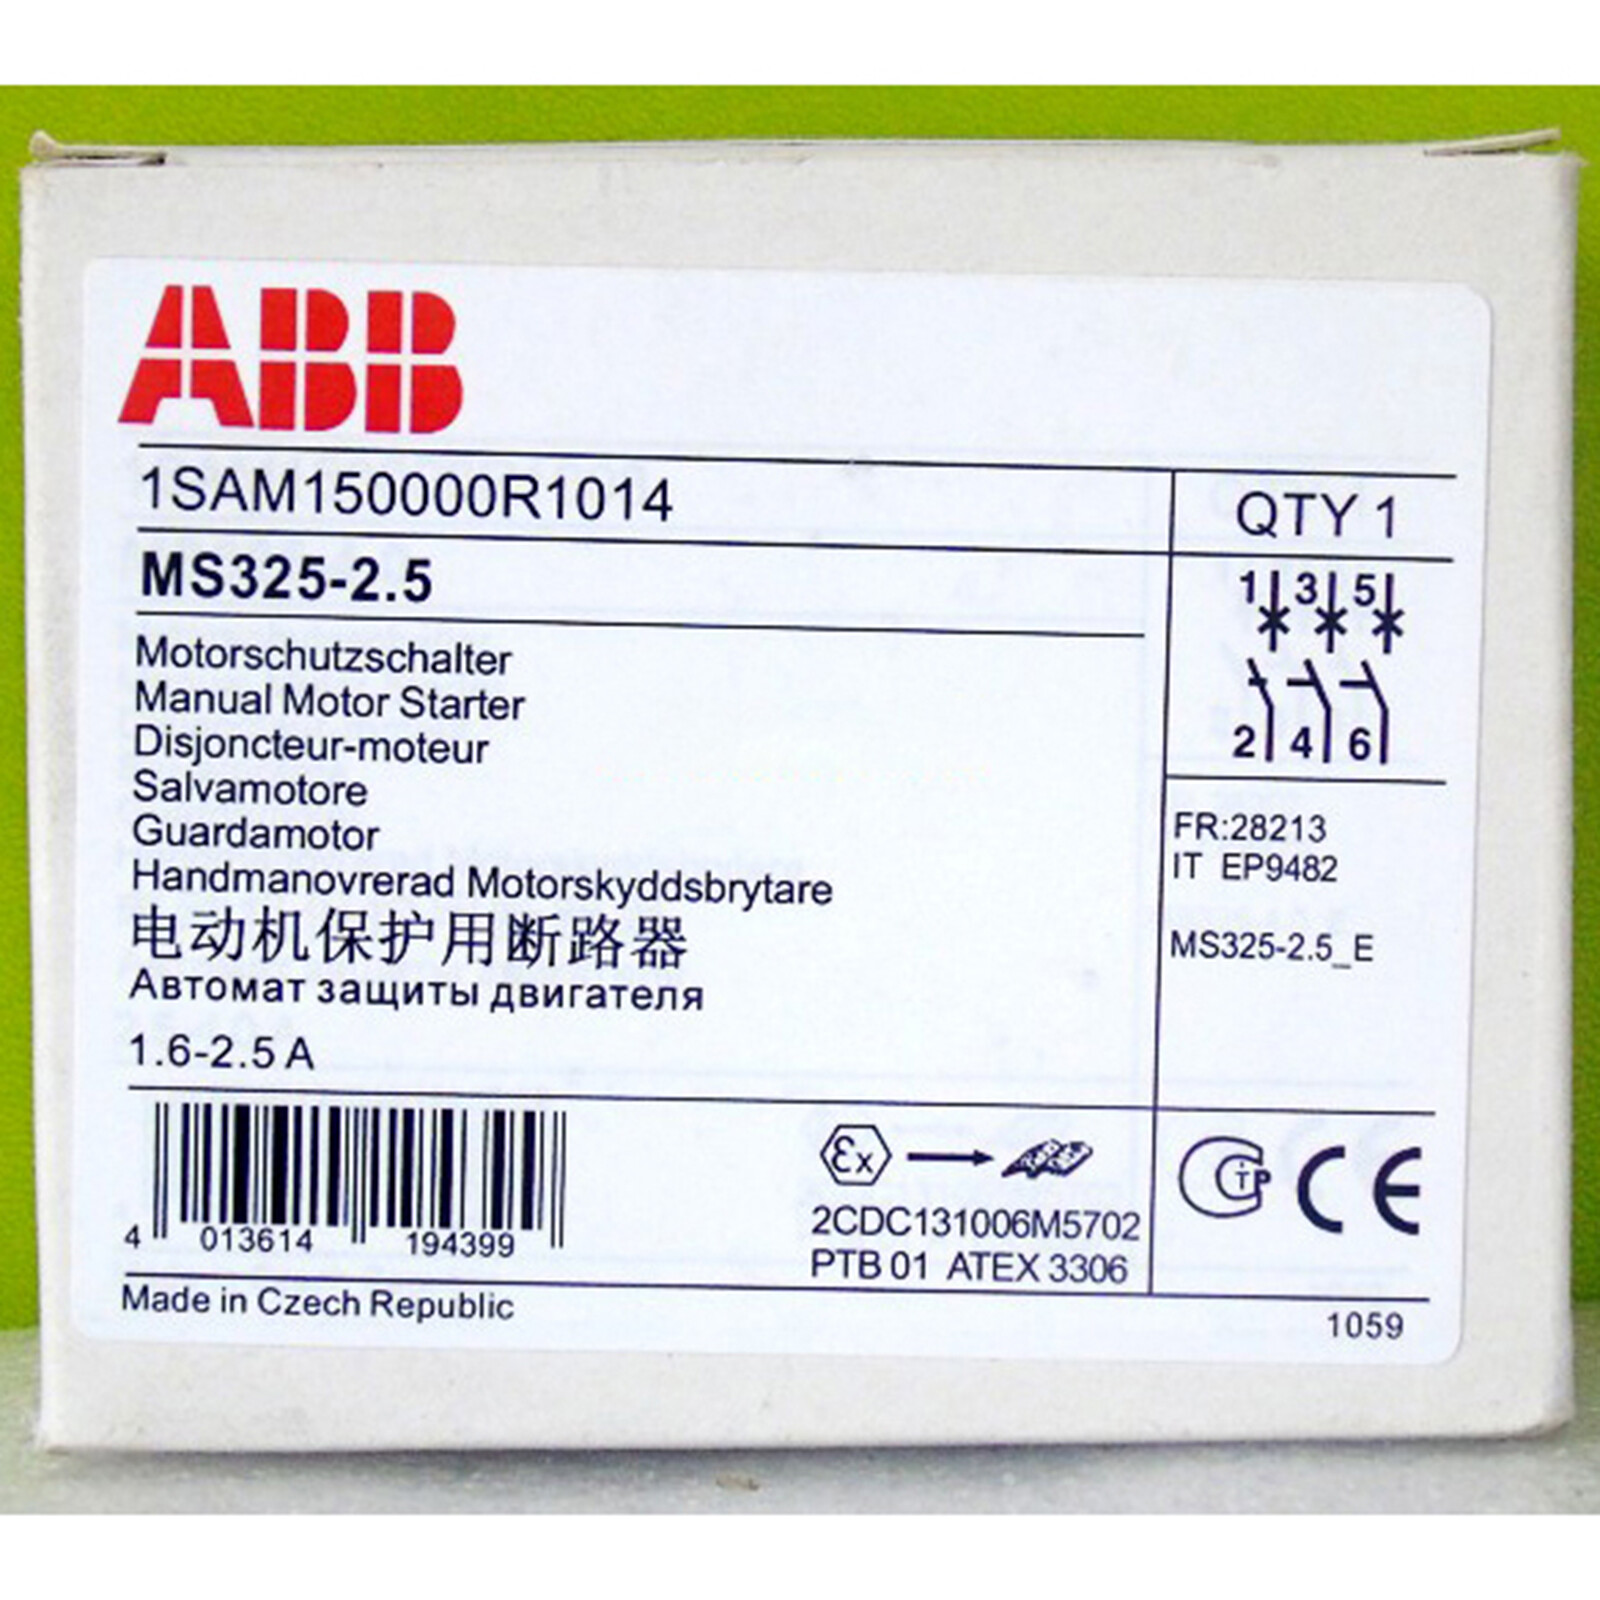 ABB
1SAM150000R1014
QTY 1
MS325-2.5
1 3 5
2 4 6
Motorschutzschalter
Manual Motor Starter
Disjoncteur-moteur
Salvamotore
Guardamotor
Handmanovrerad Motorskyddsbrytare
电动机保护用断路器
Автомат защиты двигателя
1.6-2.5 A
FR:28213
IT EP9482
MS325-2.5_E
4 013614 194399
Ex
2CDC131006M5702
PTB 01 ATEX 3306
CE
Made in Czech Republic
1059